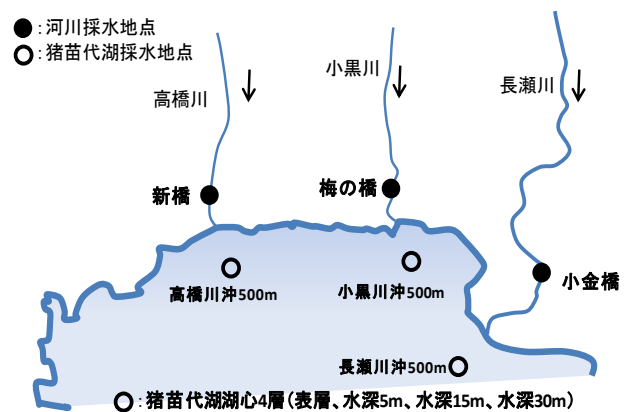 ●：河川採水地点
○：猪苗代湖採水地点
高橋川
小黒川
長瀬川
新橋
梅の橋
小金橋
高橋川沖500m
小黒川沖500m
長瀬川沖500m
○：猪苗代湖湖心4層（表層、水深5m、水深15m、水深30m）